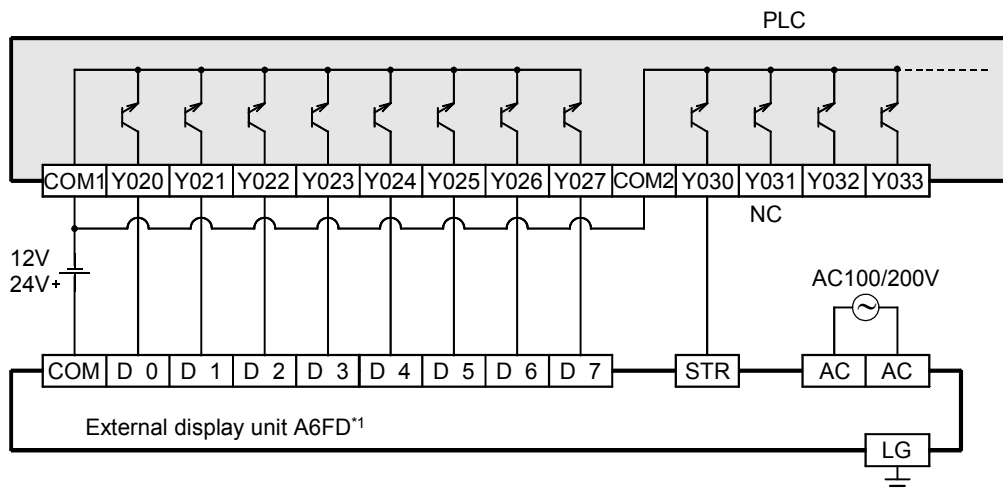 PLC
COM1 Y020 Y021 Y022 Y023 Y024 Y025 Y026 Y027 COM2 Y030 Y031 Y032 Y033
NC
12V
24V+
AC100/200V
COM D 0 D 1 D 2 D 3 D 4 D 5 D 6 D 7 STR AC AC
External display unit A6FD*1
LG